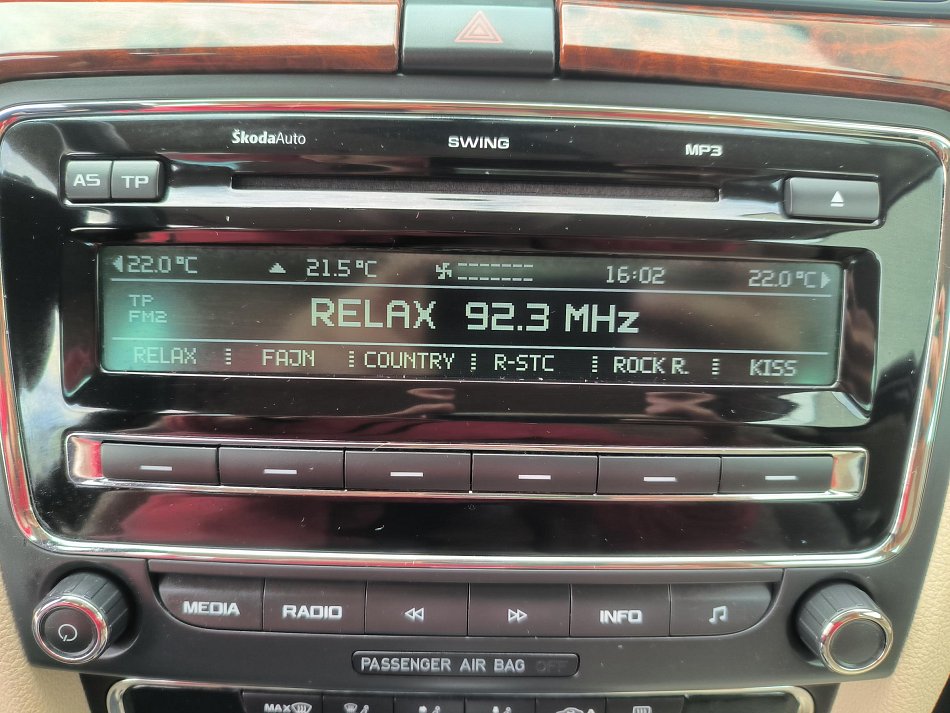 ŠkodaAuto SWING MP3
AS TP
22.0°C 21.5°C 16:02 22.0°C
TP
FM2
RELAX 92.3 MHz
RELAX FAJN COUNTRY R-STC ROCK R. KISS
MEDIA RADIO INFO
PASSENGER AIR BAG OFF
MAX